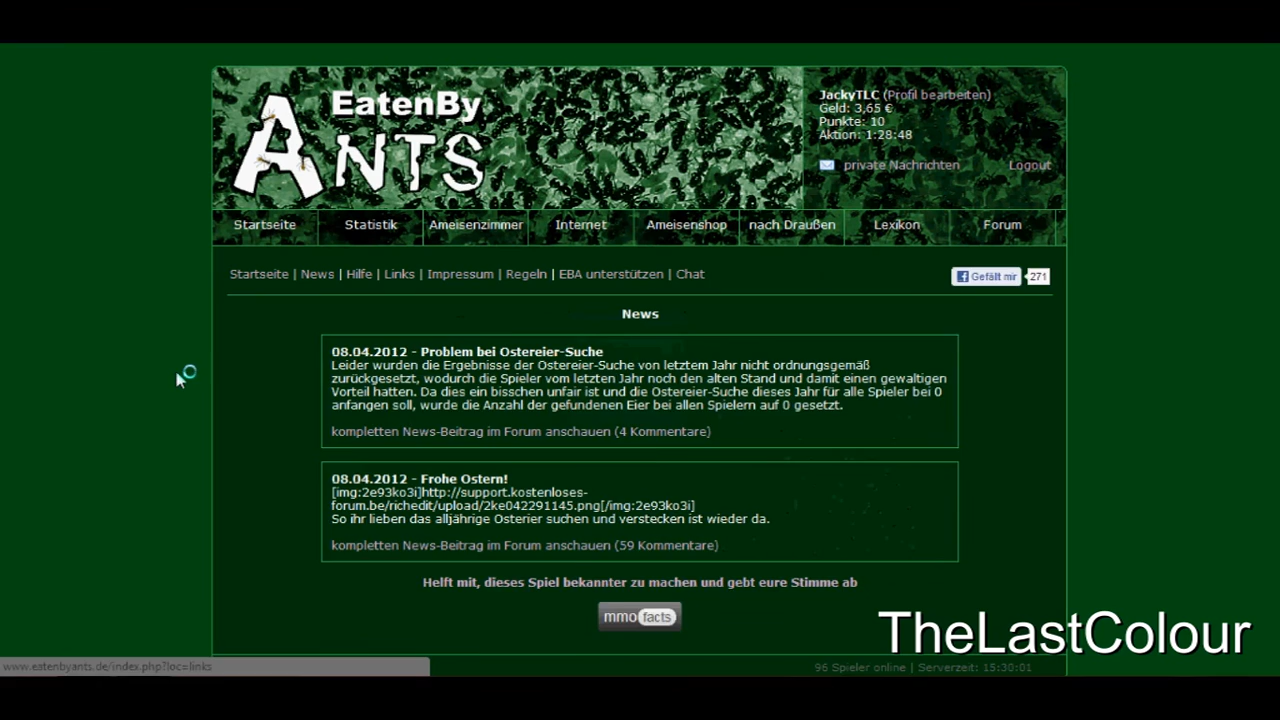 EatenBy
ANTS
JackyTLC (Profil bearbeiten)
Geld: 3,65 €
Punkte: 10
Aktion: 1:28:48
private Nachrichten Logout
Startseite Statistik Ameisenzimmer Internet Ameisenshop nach Draußen Lexikon Forum
Startseite | News | Hilfe | Links | Impressum | Regeln | EBA unterstützen | Chat
Gefällt mir 271
News
08.04.2012 - Problem bei Ostereier-Suche
Leider wurden die Ergebnisse der Ostereier-Suche von letztem Jahr nicht ordnungsgemäß
zurückgesetzt, wodurch die Spieler vom letzten Jahr noch den alten Stand und damit einen gewaltigen
Vorteil hatten. Da dies ein bisschen unfair ist und die Ostereier-Suche dieses Jahr für alle Spieler bei 0
anfangen soll, wurde die Anzahl der gefundenen Eier bei allen Spielern auf 0 gesetzt.
kompletten News-Beitrag im Forum anschauen (4 Kommentare)
08.04.2012 - Frohe Ostern!
[img:2e93ko3i]http://support.kostenloses-
forum.be/richedit/upload/2ke042291145.png[/img:2e93ko3i]
So ihr lieben das alljährige Osterier suchen und verstecken ist wieder da.
kompletten News-Beitrag im Forum anschauen (59 Kommentare)
Helft mit, dieses Spiel bekannter zu machen und gebt eure Stimme ab
mmofacts
TheLastColour
www.eatenbyants.de/index.php?loc=links
96 Spieler online | Serverzeit: 15:38:01